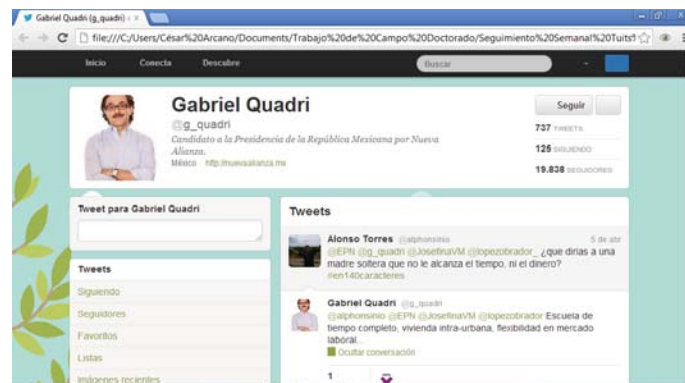 Gabriel Quadri (g_quadri)
file:///C:/Users/César%20Arcano/Documents/Trabajo%20de%20Campo%20Doctorado/Seguimiento%20Semanal%20Tuits
Inicio Conecta Descubre Buscar
Gabriel Quadri
@g_quadri
Candidato a la Presidencia de la República Mexicana por Nueva
Alianza.
México http://nuevaalianza.mx
Seguir
737 TWEETS
125 SIGUIENDO
19.838 SEGUIDORES
Tweet para Gabriel Quadri
Tweets
Siguiendo
Seguidores
Favoritos
Listas
Imágenes recientes
Tweets
Alonso Torres @alphonsinio 5 de abr
@EPN @g_quadri @JosefinaVM @lopezobrador_ ¿que dirias a una
madre soltera que no le alcanza el tiempo, ni el dinero?
#en140caracteres
Gabriel Quadri @g_quadri
@alphonsinio @EPN @JosefinaVM @lopezobrador Escuela de
tiempo completo, vivienda intra-urbana, flexibilidad en mercado
laboral...
Ocultar conversación
1